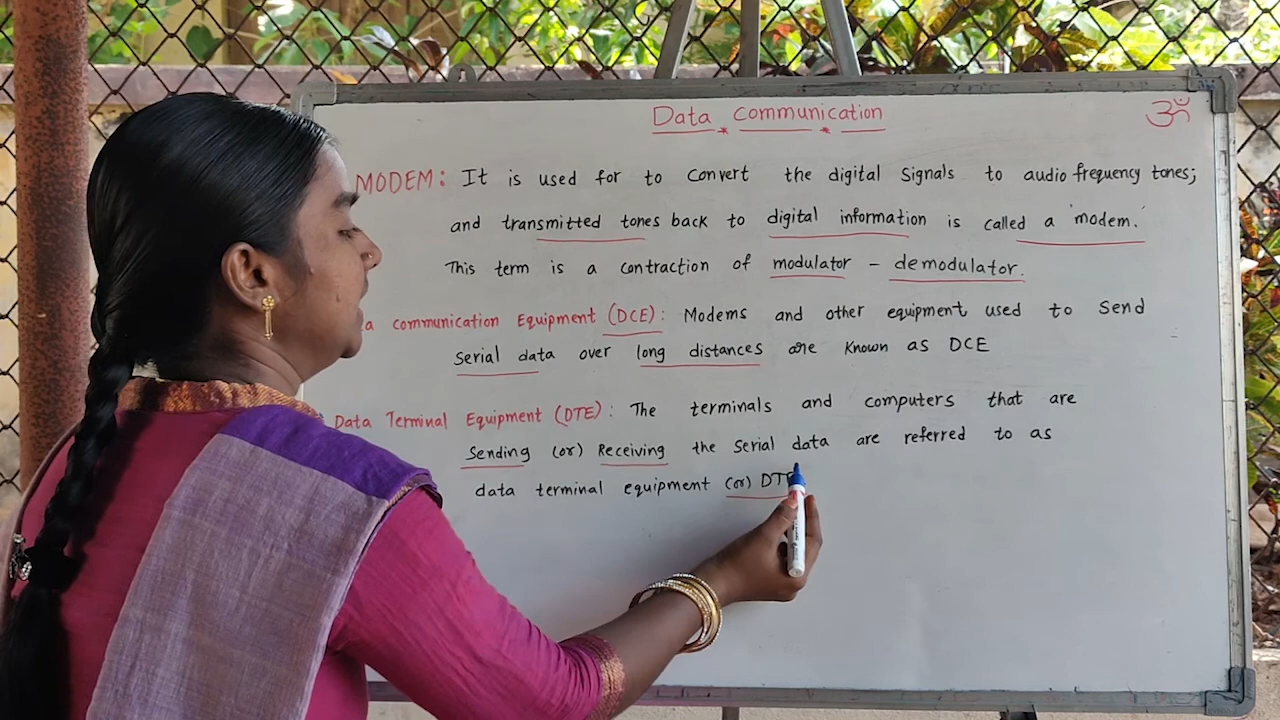 Data communication
ॐ
MODEM: It is used for to convert the digital Signals to audio frequency tones;
and transmitted tones back to digital information is called a 'modem.'
This term is a contraction of modulator - demodulator.
communication Equipment (DCE): Modems and other equipment used to Send
Serial data over long distances are known as DCE
Data Terminal Equipment (DTE): The terminals and computers that are
Sending (or) Receiving the Serial data are referred to as
data terminal equipment (or) DTE